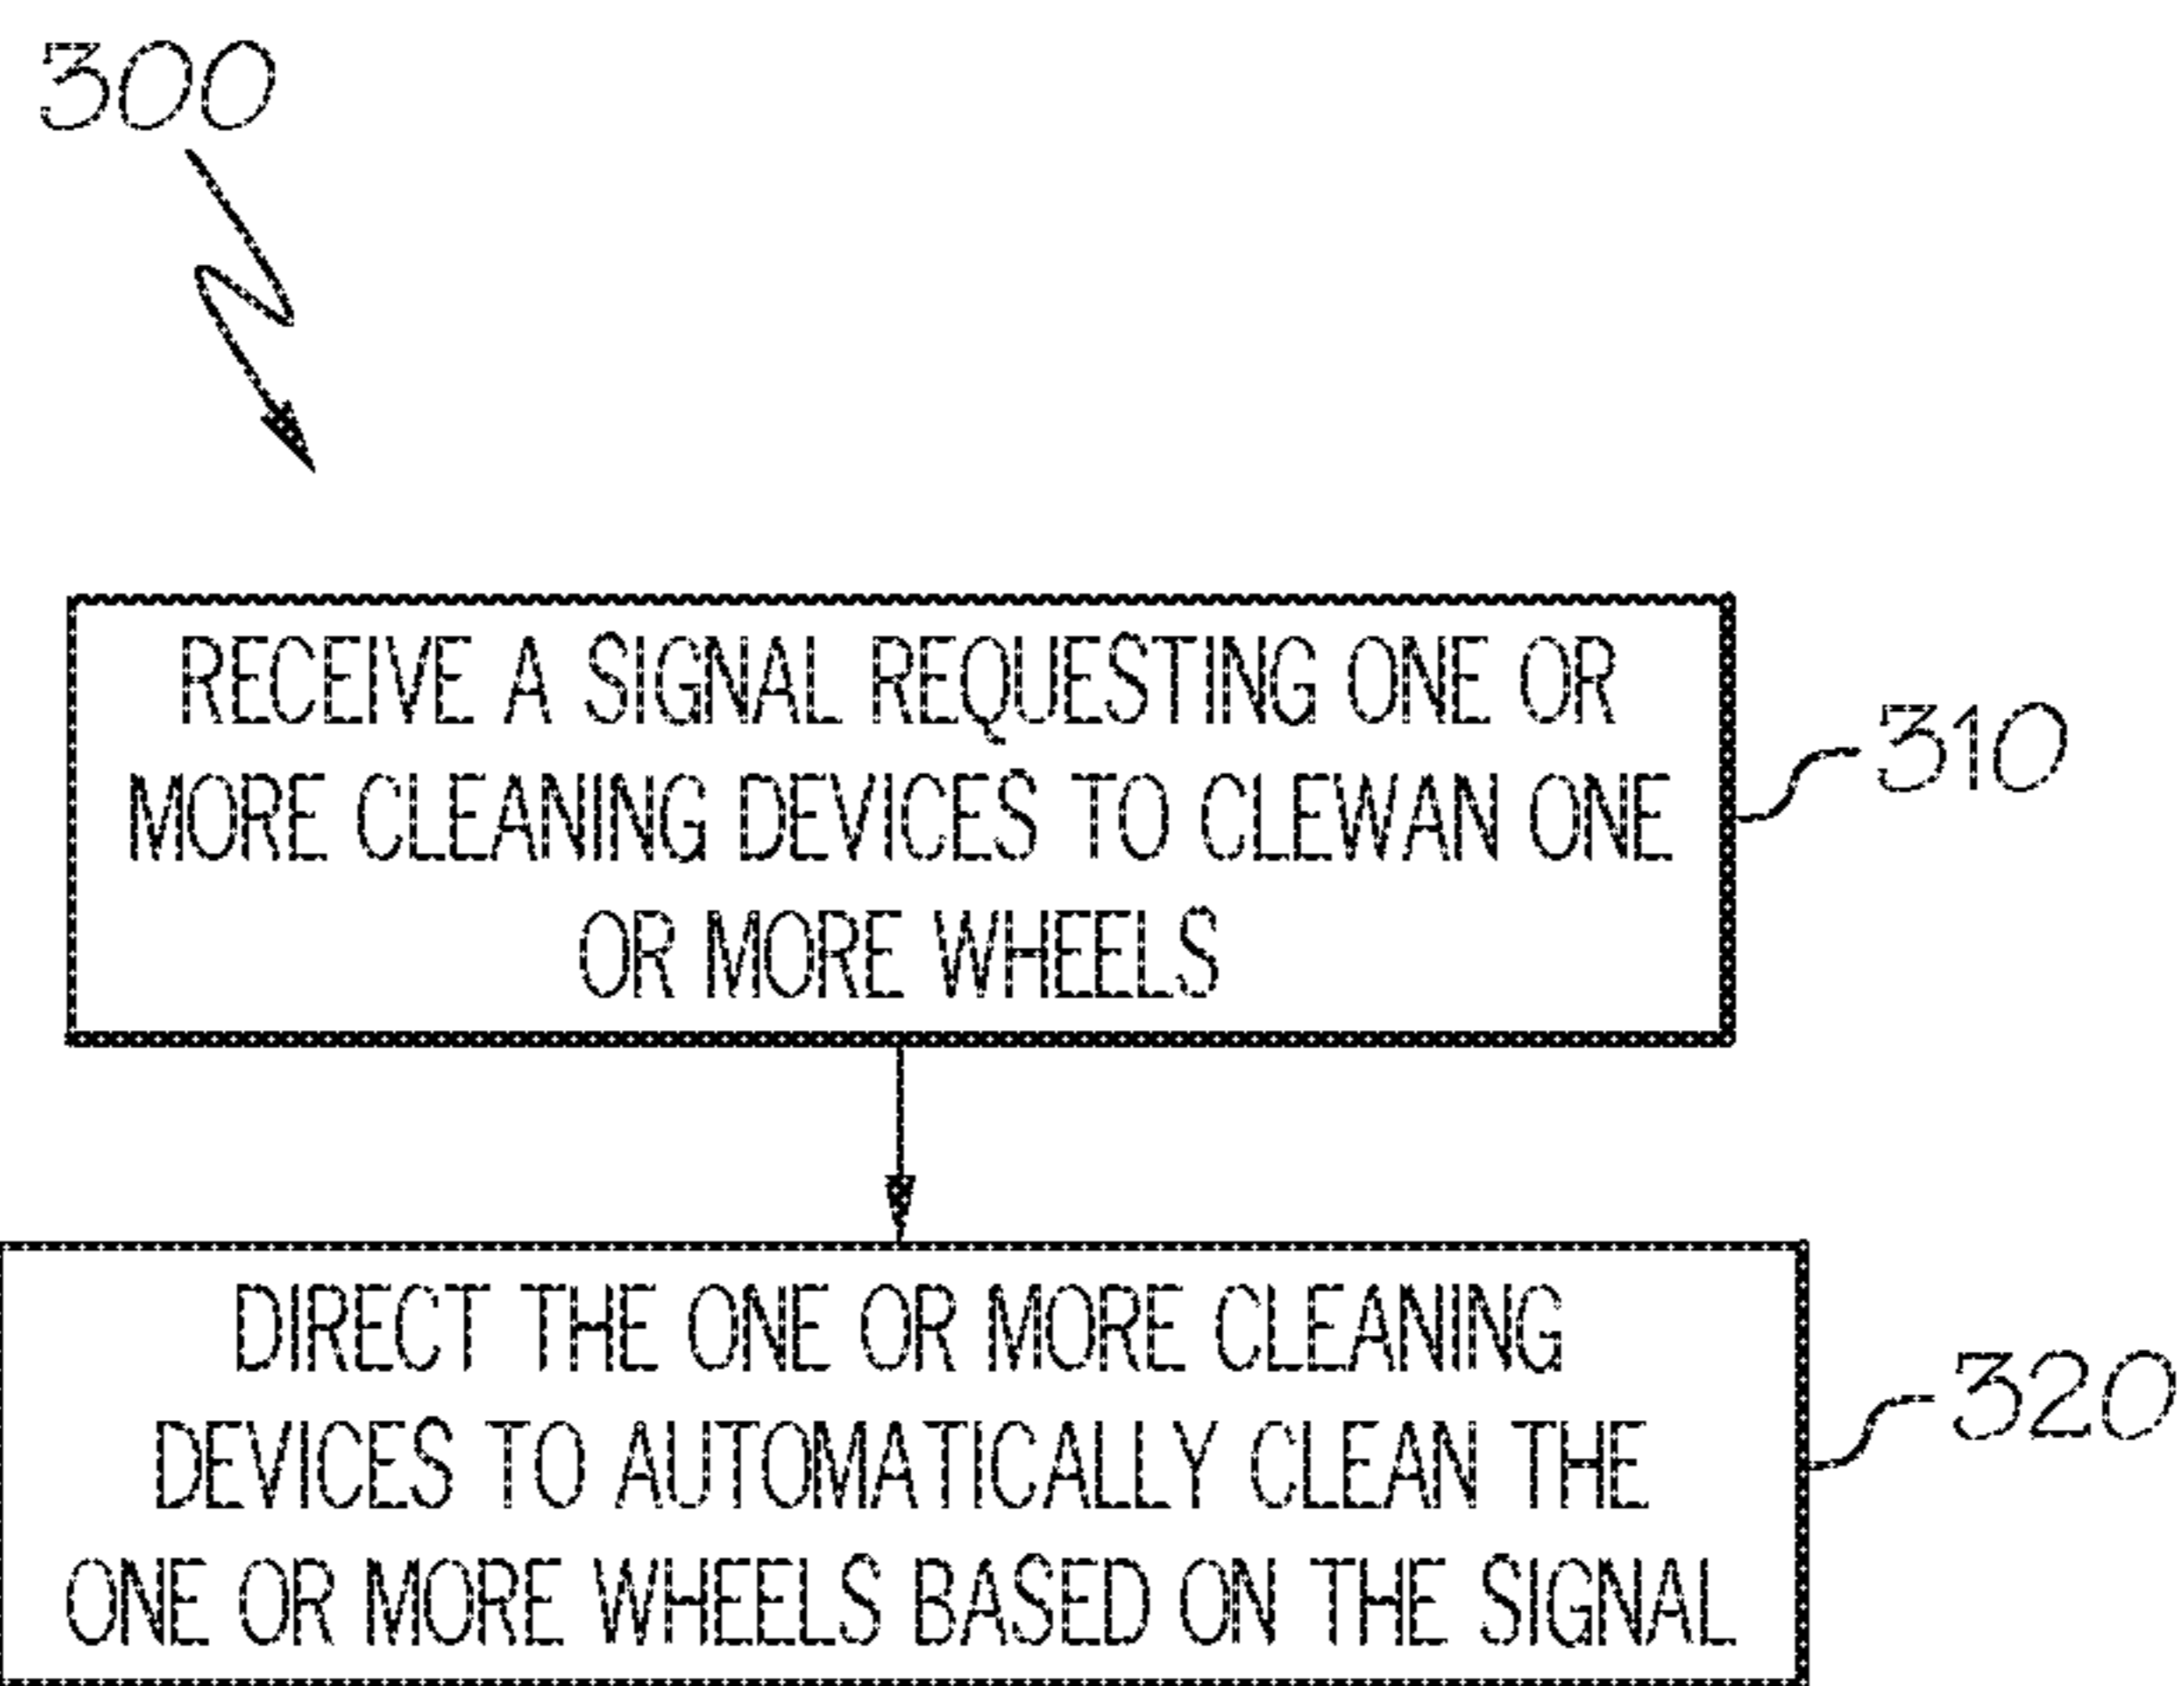 300
RECEIVE A SIGNAL REQUESTING ONE OR
MORE CLEANING DEVICES TO CLEWAN ONE
OR MORE WHEELS
310
DIRECT THE ONE OR MORE CLEANING
DEVICES TO AUTOMATICALLY CLEAN THE
ONE OR MORE WHEELS BASED ON THE SIGNAL
320